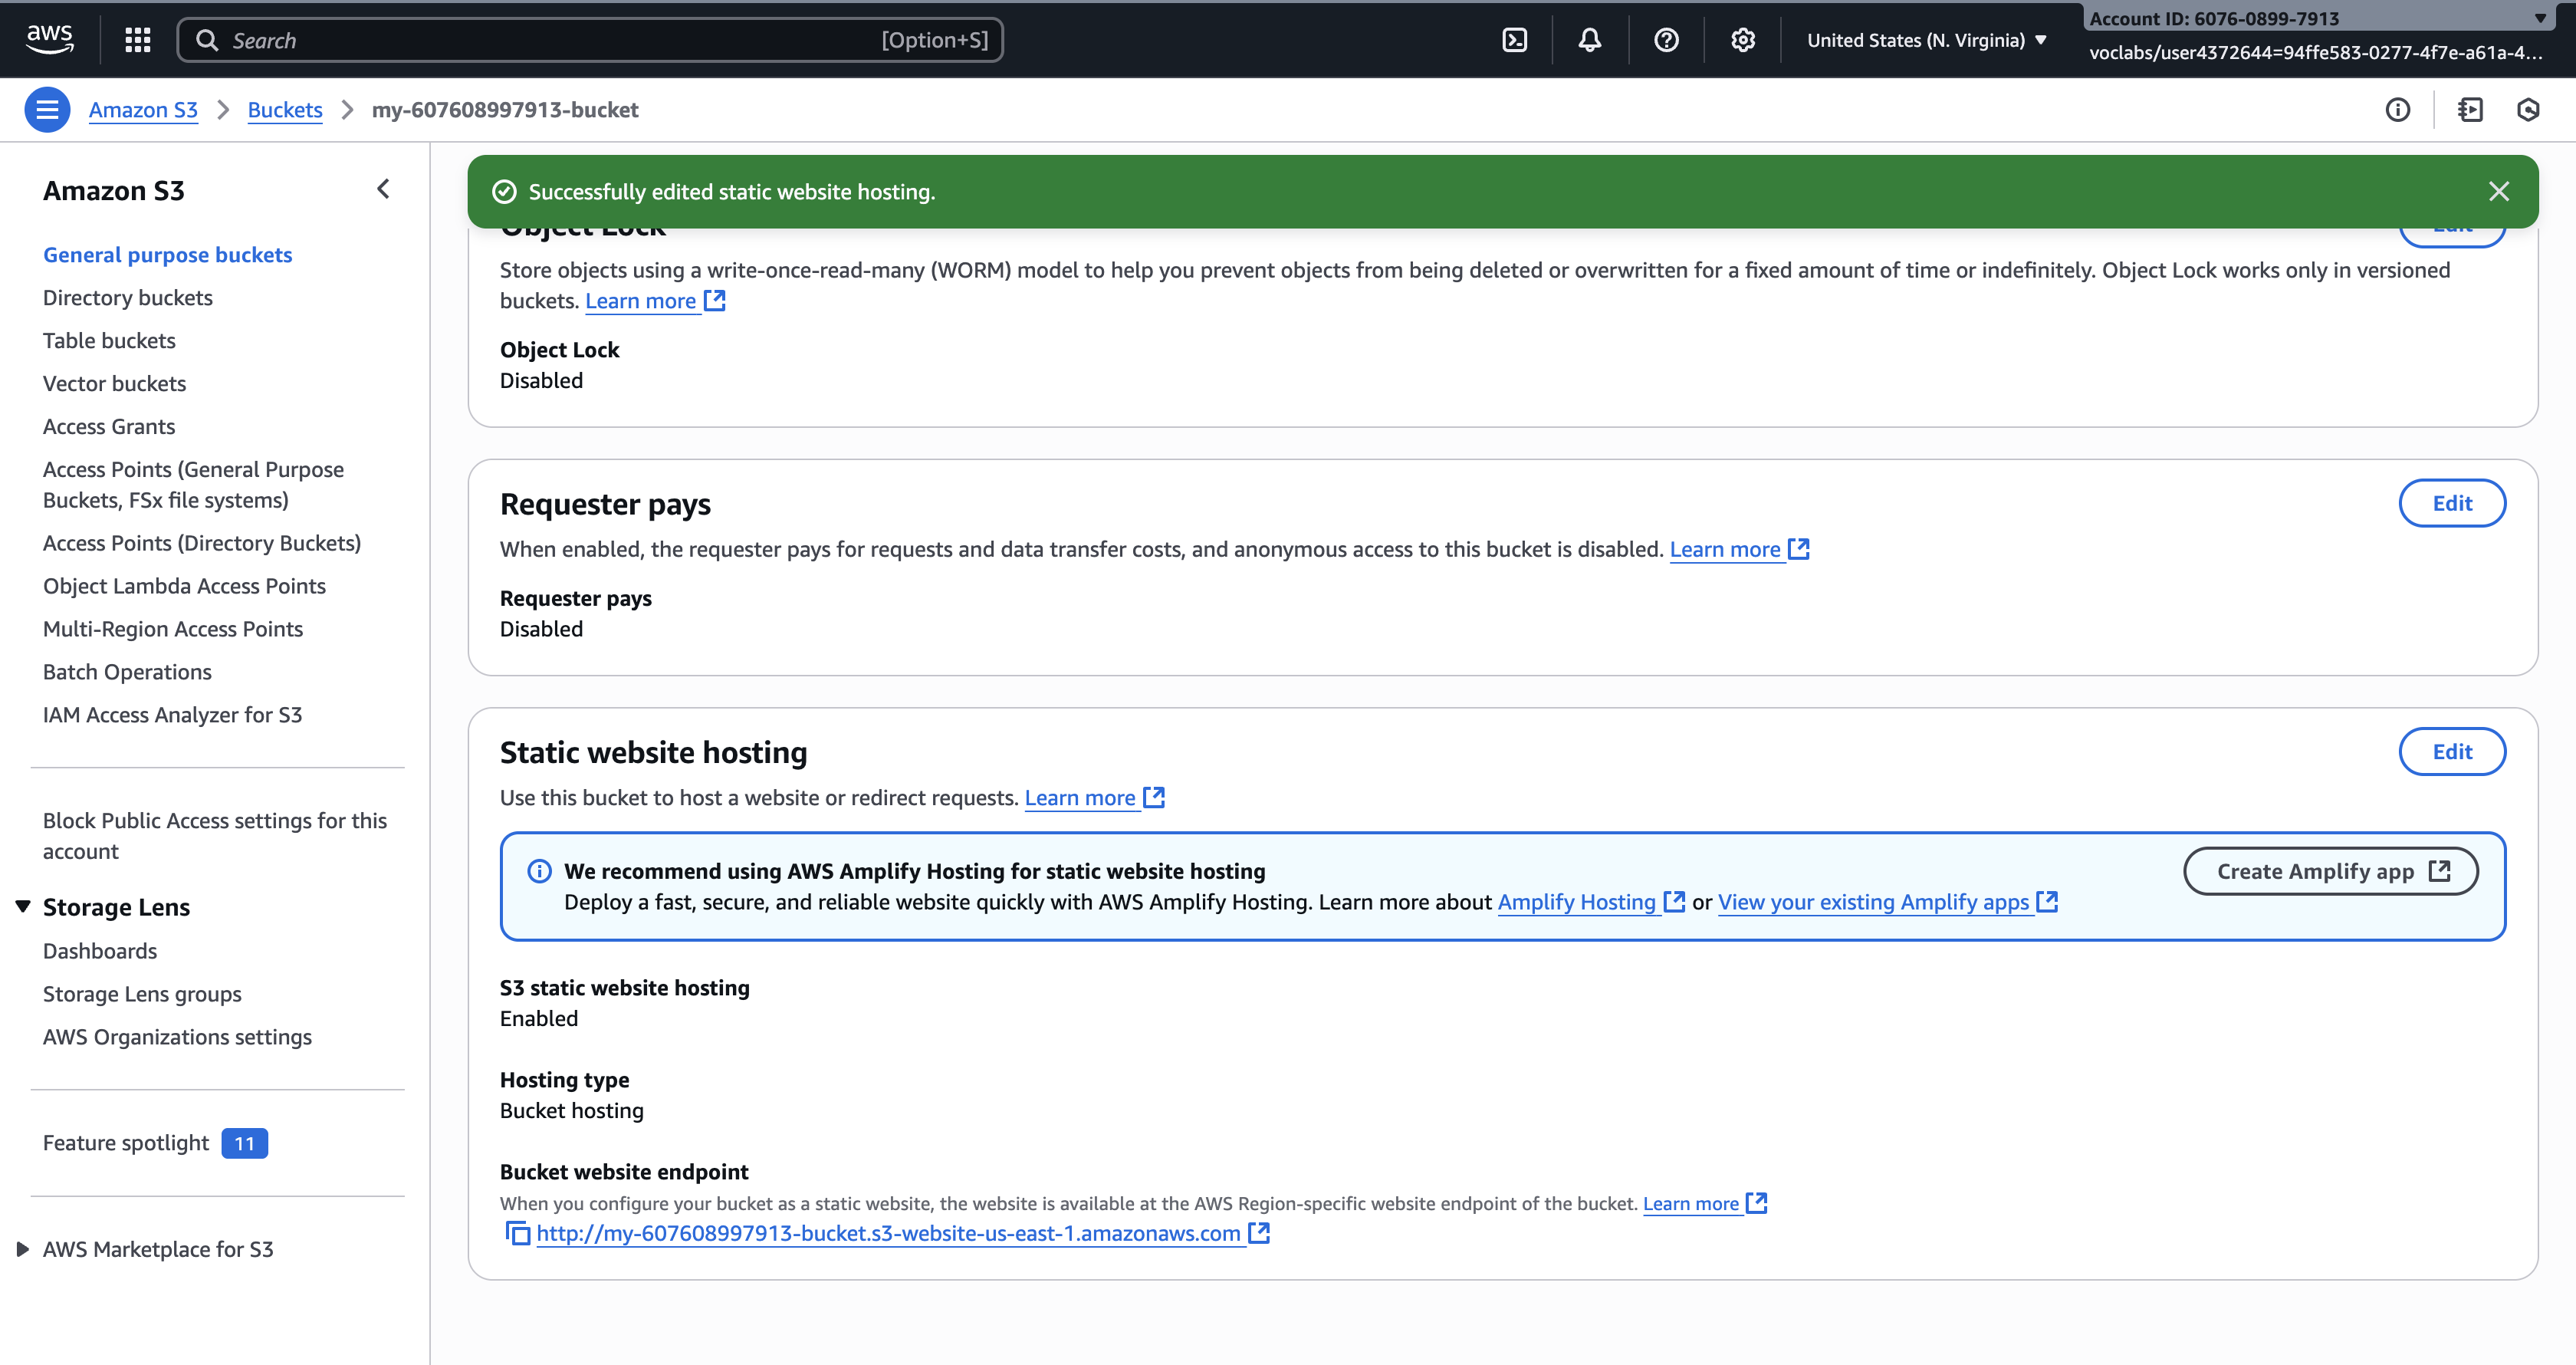 aws
Search
[Option+S]
United States (N. Virginia)
Account ID: 6076-0899-7913
voclabs/user4372644=94ffe583-0277-4f7e-a61a-4...
Amazon S3
Buckets
my-607608997913-bucket
Amazon S3
General purpose buckets
Directory buckets
Table buckets
Vector buckets
Access Grants
Access Points (General Purpose
Buckets, FSx file systems)
Access Points (Directory Buckets)
Object Lambda Access Points
Multi-Region Access Points
Batch Operations
IAM Access Analyzer for S3
Block Public Access settings for this
account
Storage Lens
Dashboards
Storage Lens groups
AWS Organizations settings
Feature spotlight 11
AWS Marketplace for S3
Successfully edited static website hosting.
Object Lock
Edit
Store objects using a write-once-read-many (WORM) model to help you prevent objects from being deleted or overwritten for a fixed amount of time or indefinitely. Object Lock works only in versioned
buckets. Learn more
Object Lock
Disabled
Requester pays
Edit
When enabled, the requester pays for requests and data transfer costs, and anonymous access to this bucket is disabled. Learn more
Requester pays
Disabled
Static website hosting
Edit
Use this bucket to host a website or redirect requests. Learn more
We recommend using AWS Amplify Hosting for static website hosting
Deploy a fast, secure, and reliable website quickly with AWS Amplify Hosting. Learn more about Amplify Hosting or View your existing Amplify apps
Create Amplify app
S3 static website hosting
Enabled
Hosting type
Bucket hosting
Bucket website endpoint
When you configure your bucket as a static website, the website is available at the AWS Region-specific website endpoint of the bucket. Learn more
http://my-607608997913-bucket.s3-website-us-east-1.amazonaws.com